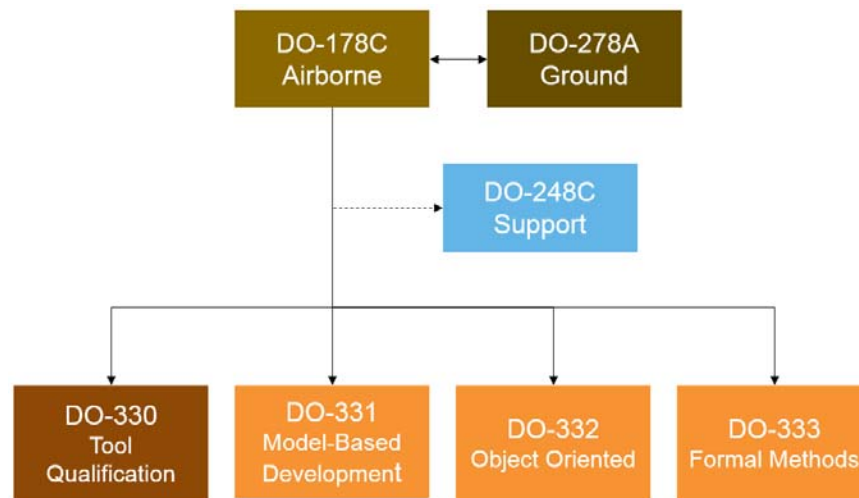 DO-178C
Airborne
DO-278A
Ground
DO-248C
Support
DO-330
Tool
Qualification
DO-331
Model-Based
Development
DO-332
Object Oriented
DO-333
Formal Methods